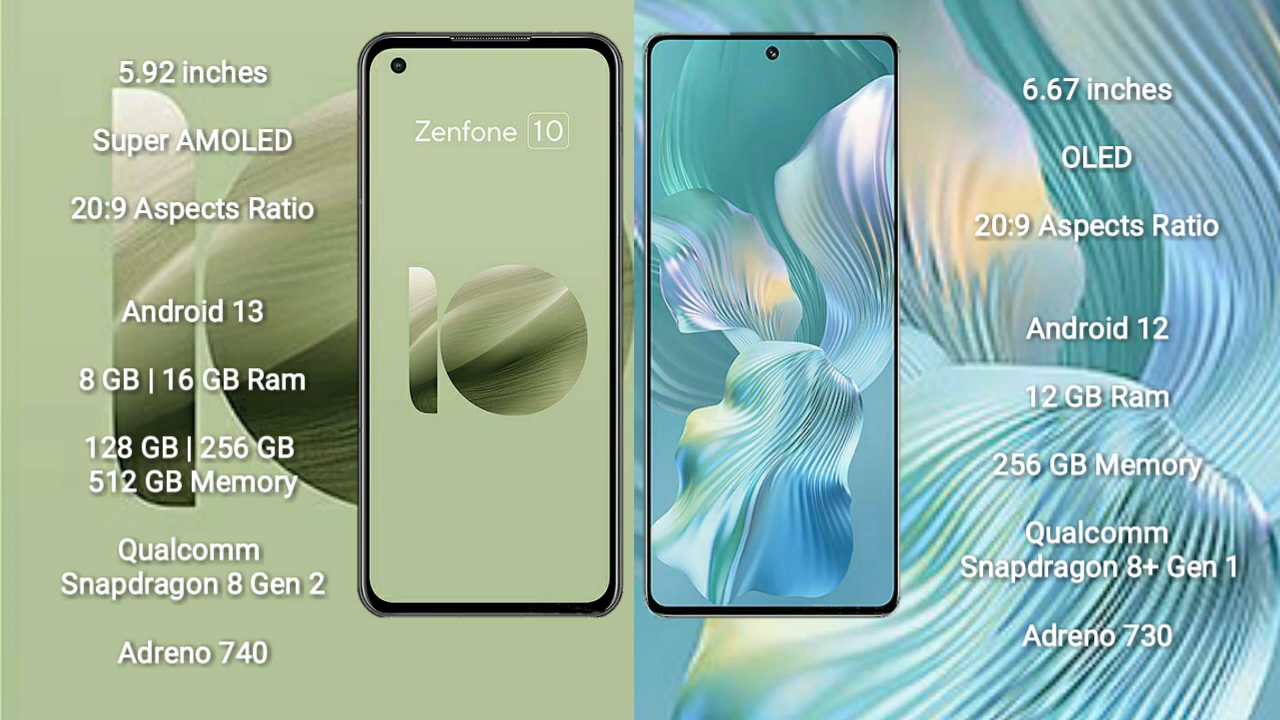 5.92 inches
Super AMOLED
20:9 Aspects Ratio
Android 13
8 GB | 16 GB Ram
128 GB | 256 GB
512 GB Memory
Qualcomm
Snapdragon 8 Gen 2
Adreno 740
Zenfone 10
10
6.67 inches
OLED
20:9 Aspects Ratio
Android 12
12 GB Ram
256 GB Memory
Qualcomm
Snapdragon 8+ Gen 1
Adreno 730